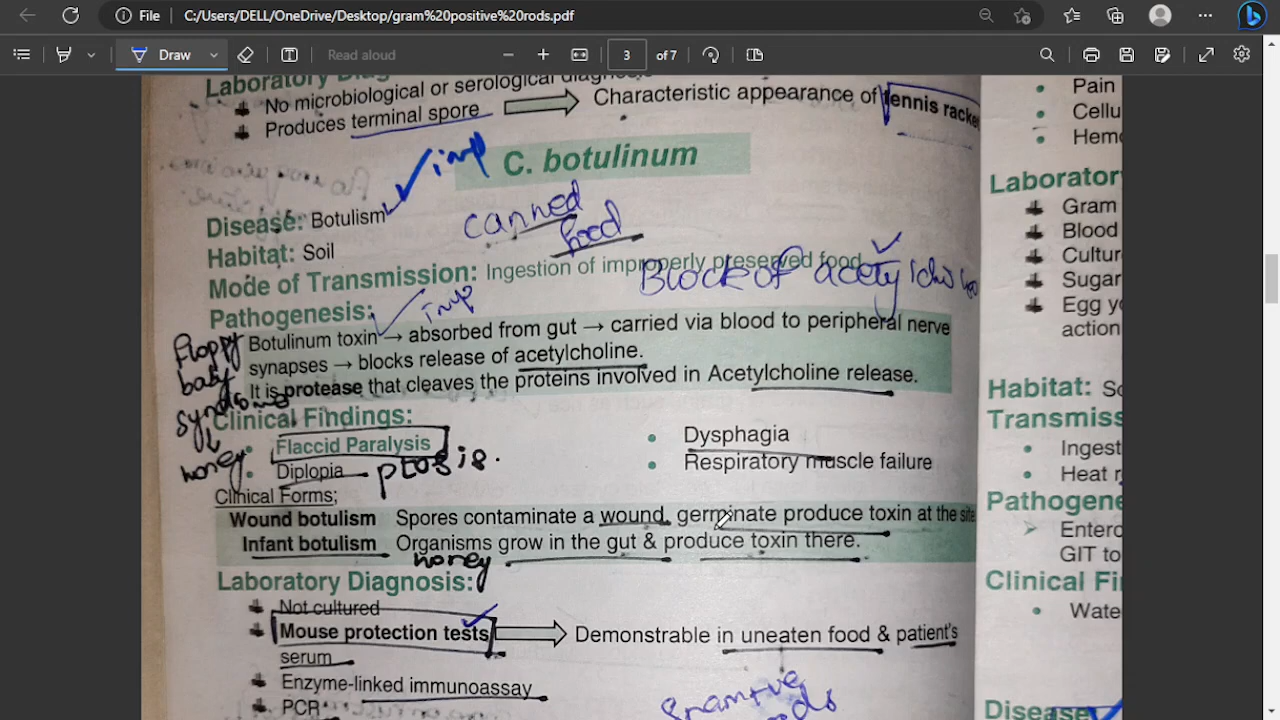 File | C:/Users/DELL/OneDrive/Desktop/gram%20positive%20rods.pdf
Draw Read aloud 3 of 7
No microbiological or serological
Produces terminal spore Characteristic appearance of tennis racke
imp
C. botulinum
Disease: Botulism
canned
food
Habitat: Soil
Mode of Transmission: Ingestion of improperly preserved food
Block of
Pathogenesis: imp
Botulinum toxin → absorbed from gut → carried via blood to peripheral nerve
synapses → blocks release of acetylcholine.
It is protease that cleaves the proteins involved in Acetylcholine release.
Floppy
baby
honey
Clinical Findings:
• Flaccid Paralysis • Dysphagia
• Diplopia ptosis. • Respiratory muscle failure
Clinical Forms;
Wound botulism Spores contaminate a wound, germinate produce toxin at the site
Infant botulism Organisms grow in the gut & produce toxin there.
honey
Laboratory Diagnosis:
Not cultured
Mouse protection tests Demonstrable in uneaten food & patient's
serum
Enzyme-linked immunoassay
PCR
Pain
Cellu
Hem
Laboratory
Gram
Blood
Cultur
Sugar
Egg y
action
Habitat: Sc
Transmiss
Ingest
Heat r
Pathogene
Entero
GIT to
Clinical Fi
Wate
Disease